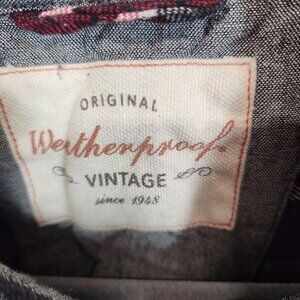 ORIGINAL
Weatherproof
VINTAGE
since 1948